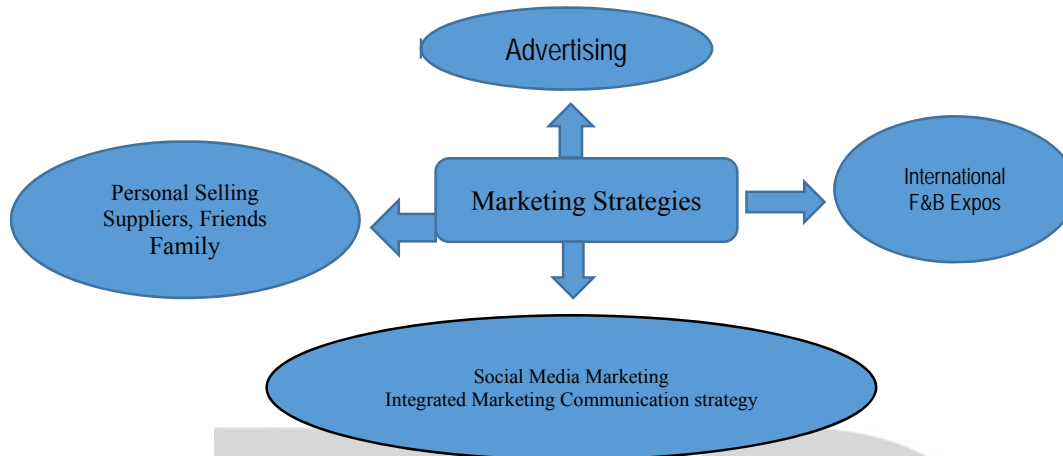 Advertising
Personal Selling
Suppliers, Friends
Family
Marketing Strategies
International
F&B Expos
Social Media Marketing
Integrated Marketing Communication strategy